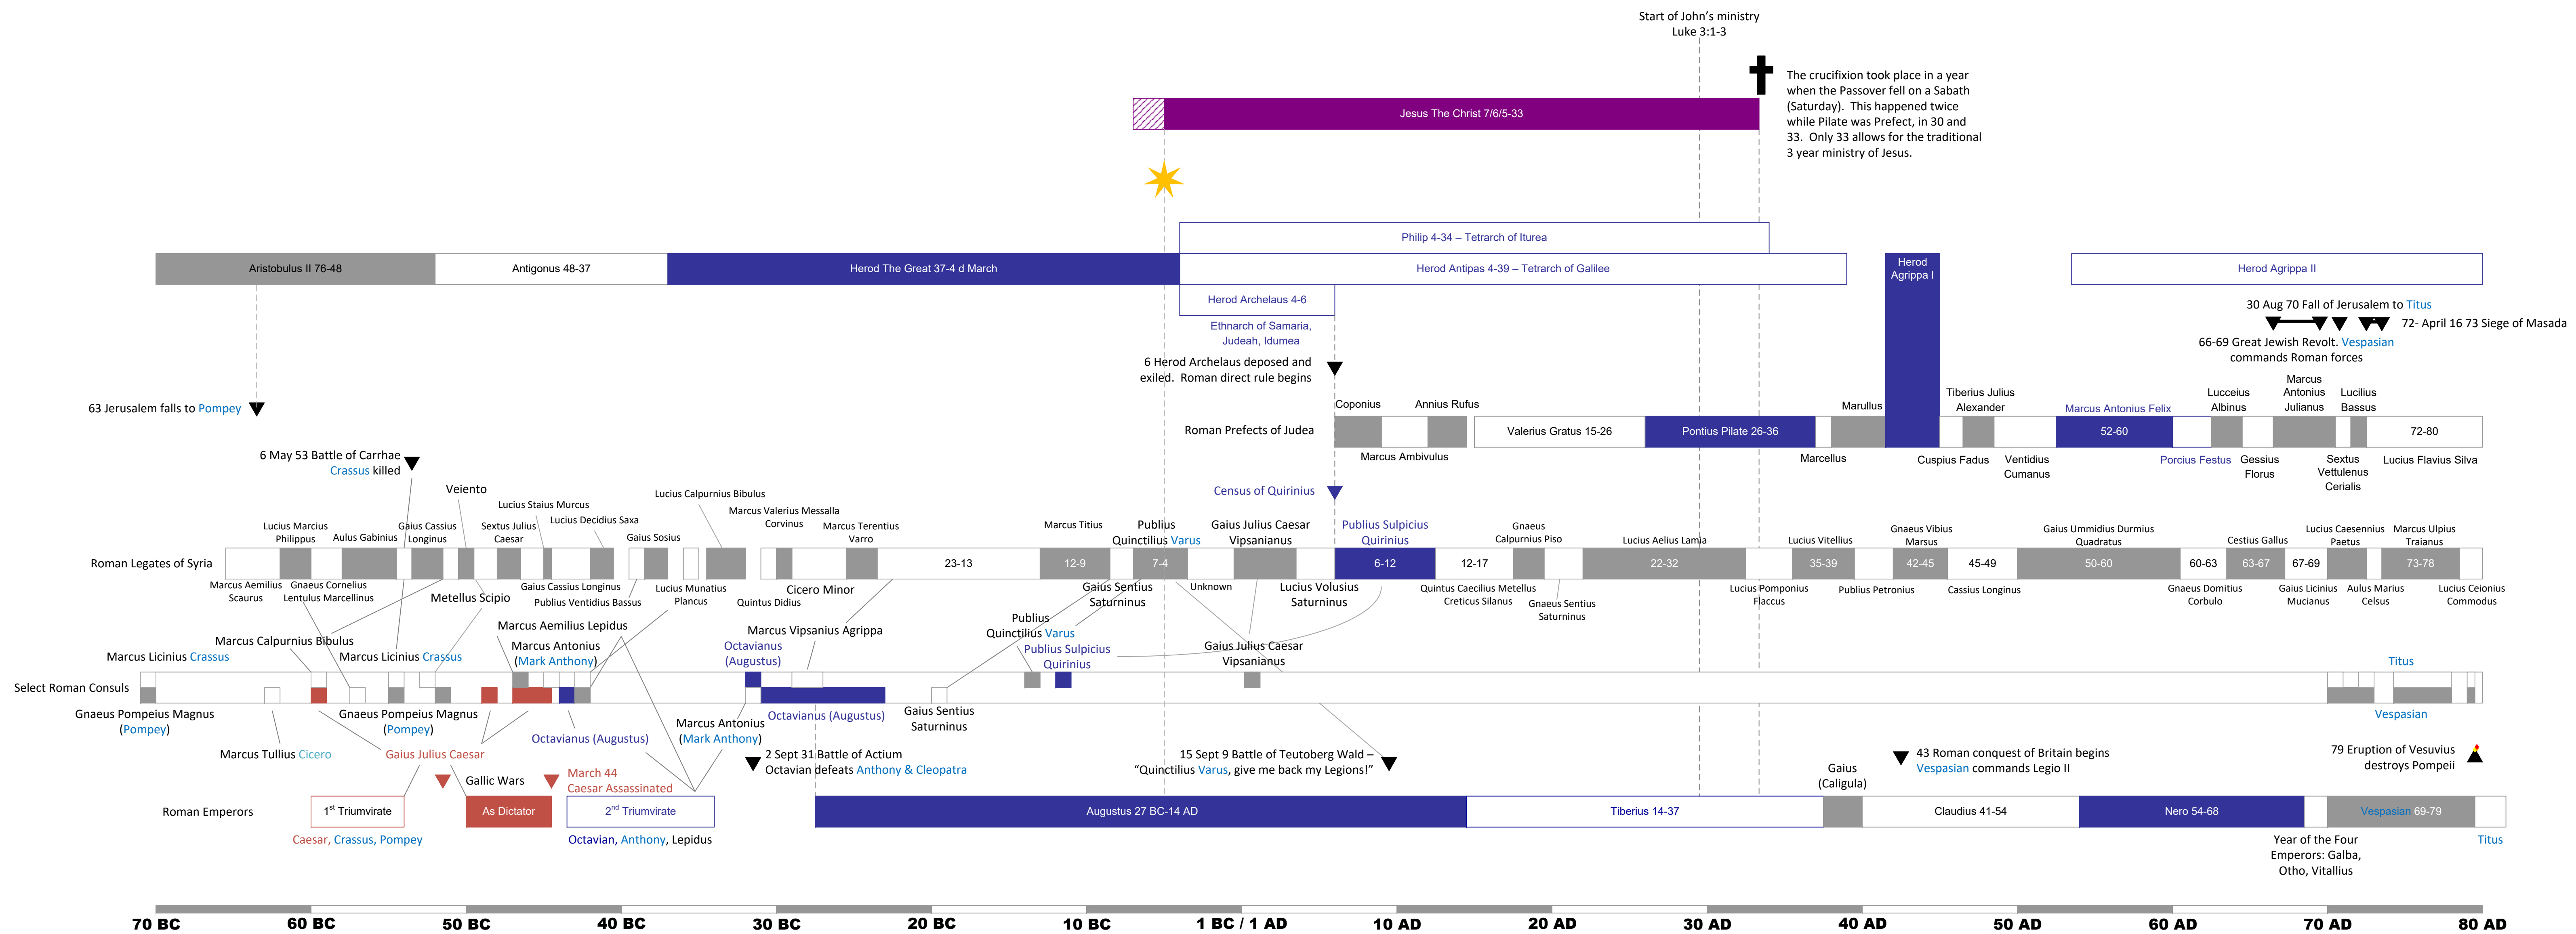 Start of John's ministry
Luke 3:1-3
The crucifixion took place in a year
when the Passover fell on a Sabath
(Saturday). This happened twice
while Pilate was Prefect, in 30 and
33. Only 33 allows for the traditional
3 year ministry of Jesus.
Jesus The Christ 7/6/5-33
Philip 4-34 – Tetrarch of Iturea
Aristobulus II 76-48
Antigonus 48-37
Herod The Great 37-4 d March
Herod Antipas 4-39 – Tetrarch of Galilee
Herod
Agrippa I
Herod Agrippa II
Herod Archelaus 4-6
Ethnarch of Samaria,
Judeah, Idumea
30 Aug 70 Fall of Jerusalem to Titus
72- April 16 73 Siege of Masada
66-69 Great Jewish Revolt. Vespasian
commands Roman forces
6 Herod Archelaus deposed and
exiled. Roman direct rule begins
63 Jerusalem falls to Pompey
Coponius
Annius Rufus
Marullus
Tiberius Julius
Alexander
Marcus Antonius Felix
Lucceius
Albinus
Marcus
Antonius
Julianus
Lucilius
Bassus
Roman Prefects of Judea
Valerius Gratus 15-26
Pontius Pilate 26-36
52-60
72-80
Marcus Ambivulus
Marcellus
Cuspius Fadus
Ventidius
Cumanus
Porcius Festus
Gessius
Florus
Sextus
Vettulenus
Cerialis
Lucius Flavius Silva
6 May 53 Battle of Carrhae
Crassus killed
Census of Quirinius
Veiento
Lucius Staius Murcus
Lucius Calpurnius Bibulus
Lucius Marcius
Philippus
Aulus Gabinius
Gaius Cassius
Longinus
Sextus Julius
Caesar
Lucius Decidius Saxa
Gaius Sosius
Marcus Valerius Messalla
Corvinus
Marcus Terentius
Varro
Marcus Titius
Publius
Quinctilius Varus
Gaius Julius Caesar
Vipsanianus
Publius Sulpicius
Quirinius
Gnaeus
Calpurnius Piso
Lucius Aelius Lamia
Lucius Vitellius
Gnaeus Vibius
Marsus
Gaius Ummidius Durmius
Quadratus
Cestius Gallus
Lucius Caesennius
Paetus
Marcus Ulpius
Traianus
Roman Legates of Syria
23-13
12-9
7-4
6-12
12-17
22-32
35-39
42-45
45-49
50-60
60-63
63-67
67-69
73-78
Marcus Aemilius
Scaurus
Gnaeus Cornelius
Lentulus Marcellinus
Metellus Scipio
Gaius Cassius Longinus
Publius Ventidius Bassus
Lucius Munatius
Plancus
Quintus Didius
Cicero Minor
Gaius Sentius
Saturninus
Unknown
Lucius Volusius
Saturninus
Quintus Caecilius Metellus
Creticus Silanus
Gnaeus Sentius
Saturninus
Lucius Pomponius
Flaccus
Publius Petronius
Cassius Longinus
Gnaeus Domitius
Corbulo
Gaius Licinius
Mucianus
Aulus Marius
Celsus
Lucius Ceionius
Commodus
Marcus Licinius Crassus
Marcus Calpurnius Bibulus
Marcus Licinius Crassus
Marcus Aemilius Lepidus
Marcus Antonius
(Mark Anthony)
Octavianus
(Augustus)
Marcus Vipsanius Agrippa
Publius
Quinctilius Varus
Publius Sulpicius
Quirinius
Gaius Julius Caesar
Vipsanianus
Titus
Select Roman Consuls
Gnaeus Pompeius Magnus
(Pompey)
Marcus Tullius Cicero
Gnaeus Pompeius Magnus
(Pompey)
Gaius Julius Caesar
Octavianus (Augustus)
Marcus Antonius
(Mark Anthony)
Octavianus (Augustus)
Gaius Sentius
Saturninus
Vespasian
Gallic Wars
March 44
Caesar Assassinated
2 Sept 31 Battle of Actium
Octavian defeats Anthony & Cleopatra
15 Sept 9 Battle of Teutoberg Wald –
“Quinctilius Varus, give me back my Legions!”
Gaius
(Caligula)
43 Roman conquest of Britain begins
Vespasian commands Legio II
79 Eruption of Vesuvius
destroys Pompeii
Roman Emperors
1st Triumvirate
As Dictator
2nd Triumvirate
Augustus 27 BC-14 AD
Tiberius 14-37
Claudius 41-54
Nero 54-68
Vespasian 69-79
Caesar, Crassus, Pompey
Octavian, Anthony, Lepidus
Year of the Four
Emperors: Galba,
Otho, Vitallius
Titus
70 BC
60 BC
50 BC
40 BC
30 BC
20 BC
10 BC
1 BC / 1 AD
10 AD
20 AD
30 AD
40 AD
50 AD
60 AD
70 AD
80 AD